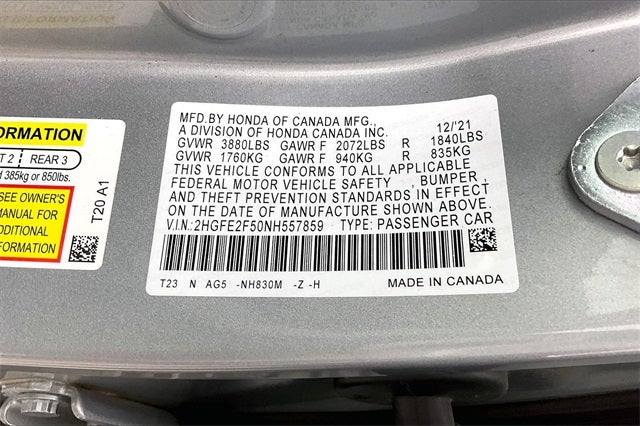 ORMATION
T 2 REAR 3
d 385kg or 850lbs.
SEE OWNER'S
MANUAL FOR
ADDITIONAL
FORMATION
T20 A1
MFD.BY HONDA OF CANADA MFG.,
A DIVISION OF HONDA CANADA INC. 12/'21
GVWR 3880LBS GAWR F 2072LBS R 1840LBS
GVWR 1760KG GAWR F 940KG R 835KG
THIS VEHICLE CONFORMS TO ALL APPLICABLE
FEDERAL MOTOR VEHICLE SAFETY , BUMPER ,
AND THEFT PREVENTION STANDARDS IN EFFECT
ON THE DATE OF MANUFACTURE SHOWN ABOVE.
V.I.N.: 2HGFE2F50NH557859 TYPE: PASSENGER CAR
T23 N AG5 -NH830M -Z -H MADE IN CANADA